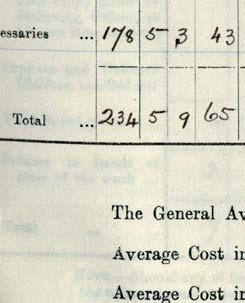 essaries ... 178 5 3 43
Total ... 234 5 9 65
The General Av
Average Cost in
Average Cost in